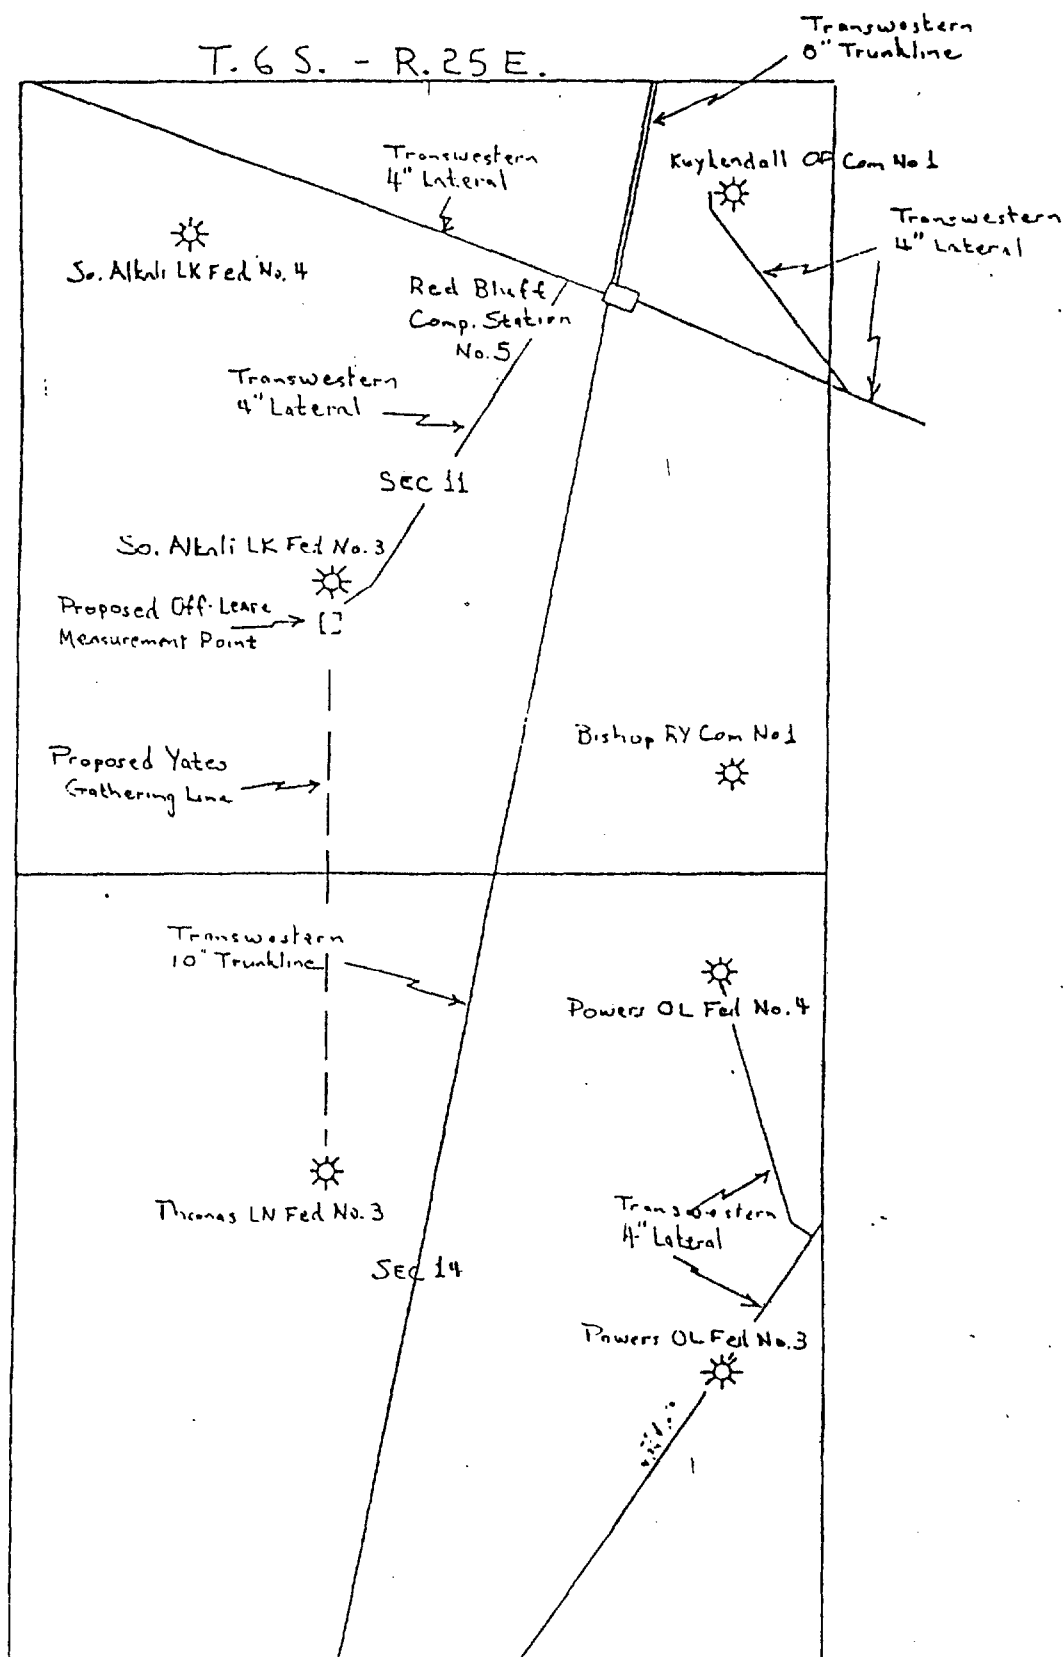 T. 6 S. - R. 25 E.
Transwestern
8" Trunkline
Transwestern
4" Lateral
Kuykendall OF Com No 1
Transwestern
4" Lateral
So. Alkali LK Fed No. 4
Red Bluff
Comp. Station
No. 5
Transwestern
4" Lateral
SEC 11
So. Alkali LK Fed No. 3
Proposed Off-Lease
Measurement Point
Bishop RY Com No 1
Proposed Yates
Gathering Line
Transwestern
10" Trunkline
Powers OL Fed No. 4
Thomas LN Fed No. 3
Transwestern
4" Lateral
SEC 14
Powers OL Fed No. 3